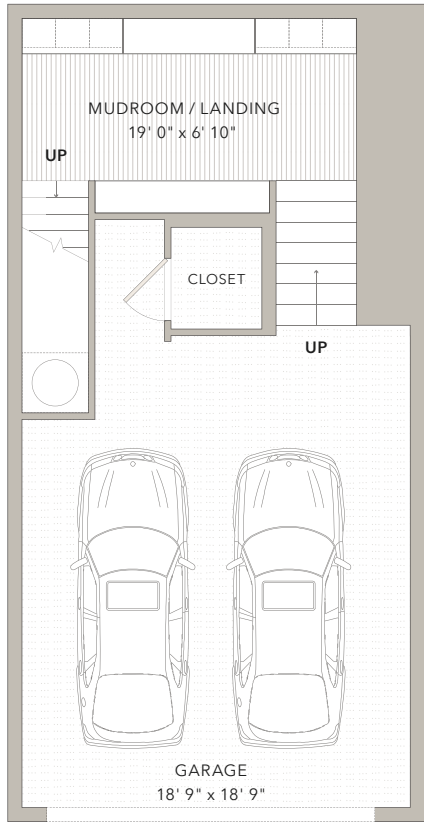 MUDROOM / LANDING
19' 0" x 6' 10"
UP
CLOSET
UP
GARAGE
18' 9" x 18' 9"